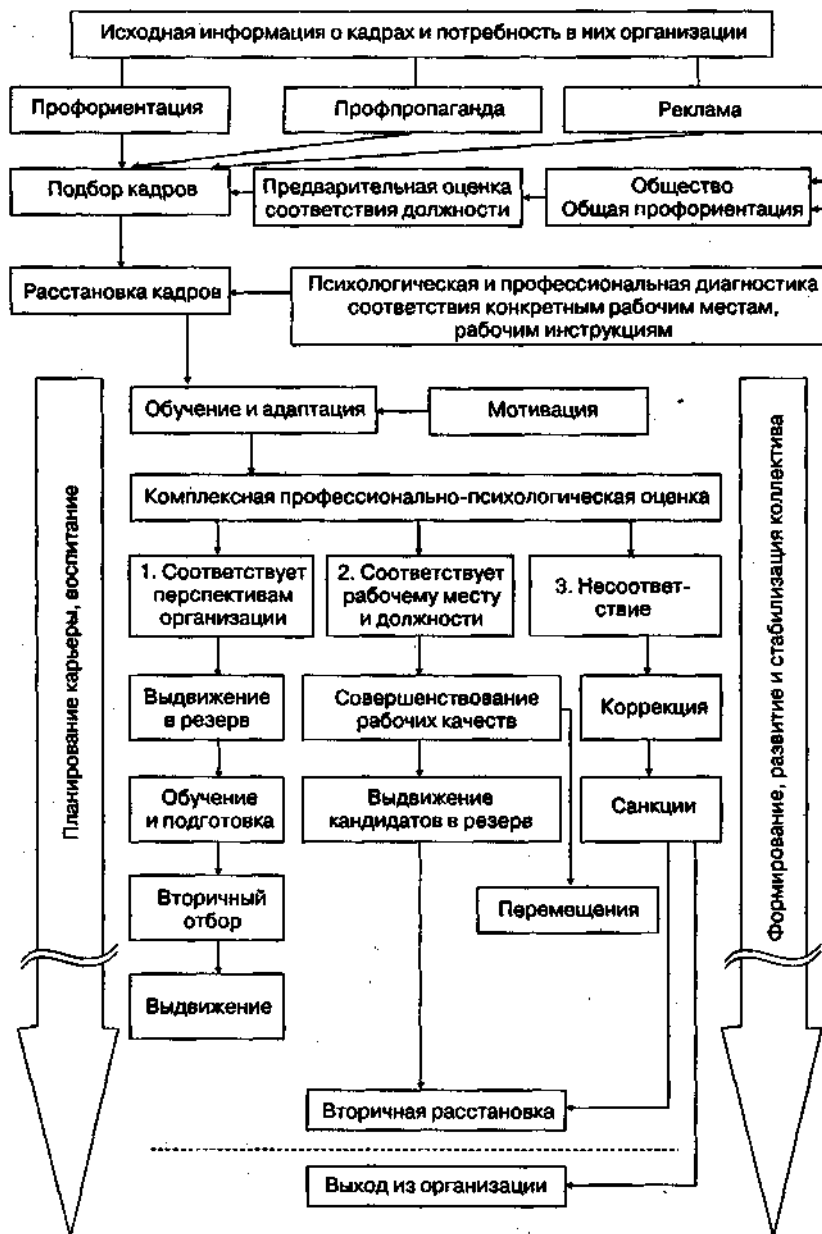 Исходная информация о кадрах и потребность в них организации
Профориентация
Профпропаганда
Реклама
Подбор кадров
Предварительная оценка
соответствия должности
Общество
Общая профориентация
Расстановка кадров
Психологическая и профессиональная диагностика
соответствия конкретным рабочим местам,
рабочим инструкциям
Обучение и адаптация
Мотивация
Комплексная профессионально-психологическая оценка
1. Соответствует
перспективам
организации
2. Соответствует
рабочему месту
и должности
3. Несоответ-
ствие
Выдвижение
в резерв
Совершенствование
рабочих качеств
Коррекция
Обучение
и подготовка
Выдвижение
кандидатов в резерв
Санкции
Вторичный
отбор
Перемещения
Выдвижение
Вторичная расстановка
Выход из организации
Планирование карьеры, воспитание
Формирование, развитие и стабилизация коллектива